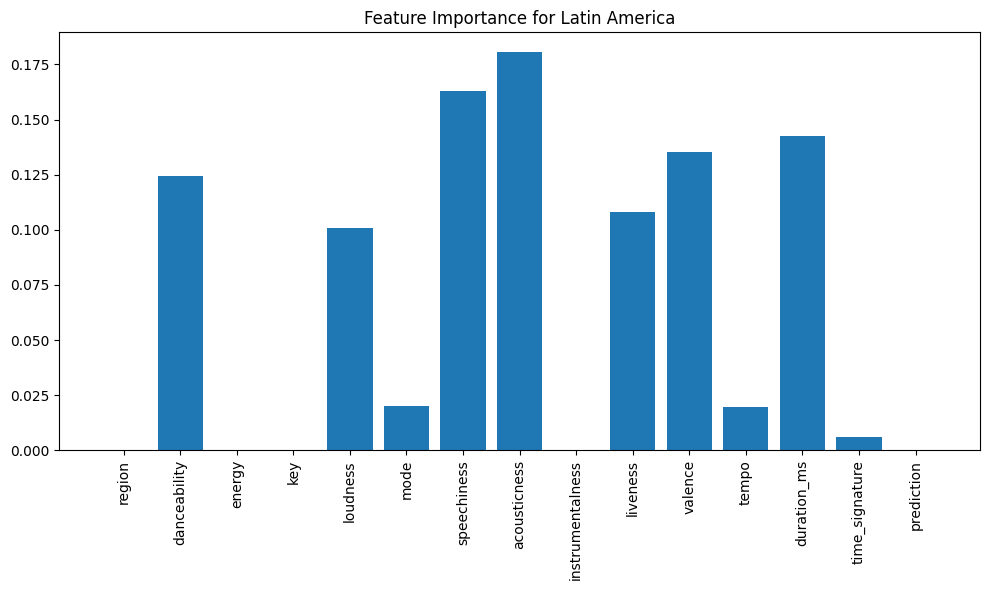 Feature Importance for Latin America
0.175
0.150
0.125
0.100
0.075
0.050
0.025
0.000
region
danceability
energy
key
loudness
mode
speechiness
acousticness
instrumentalness
liveness
valence
tempo
duration_ms
time_signature
prediction